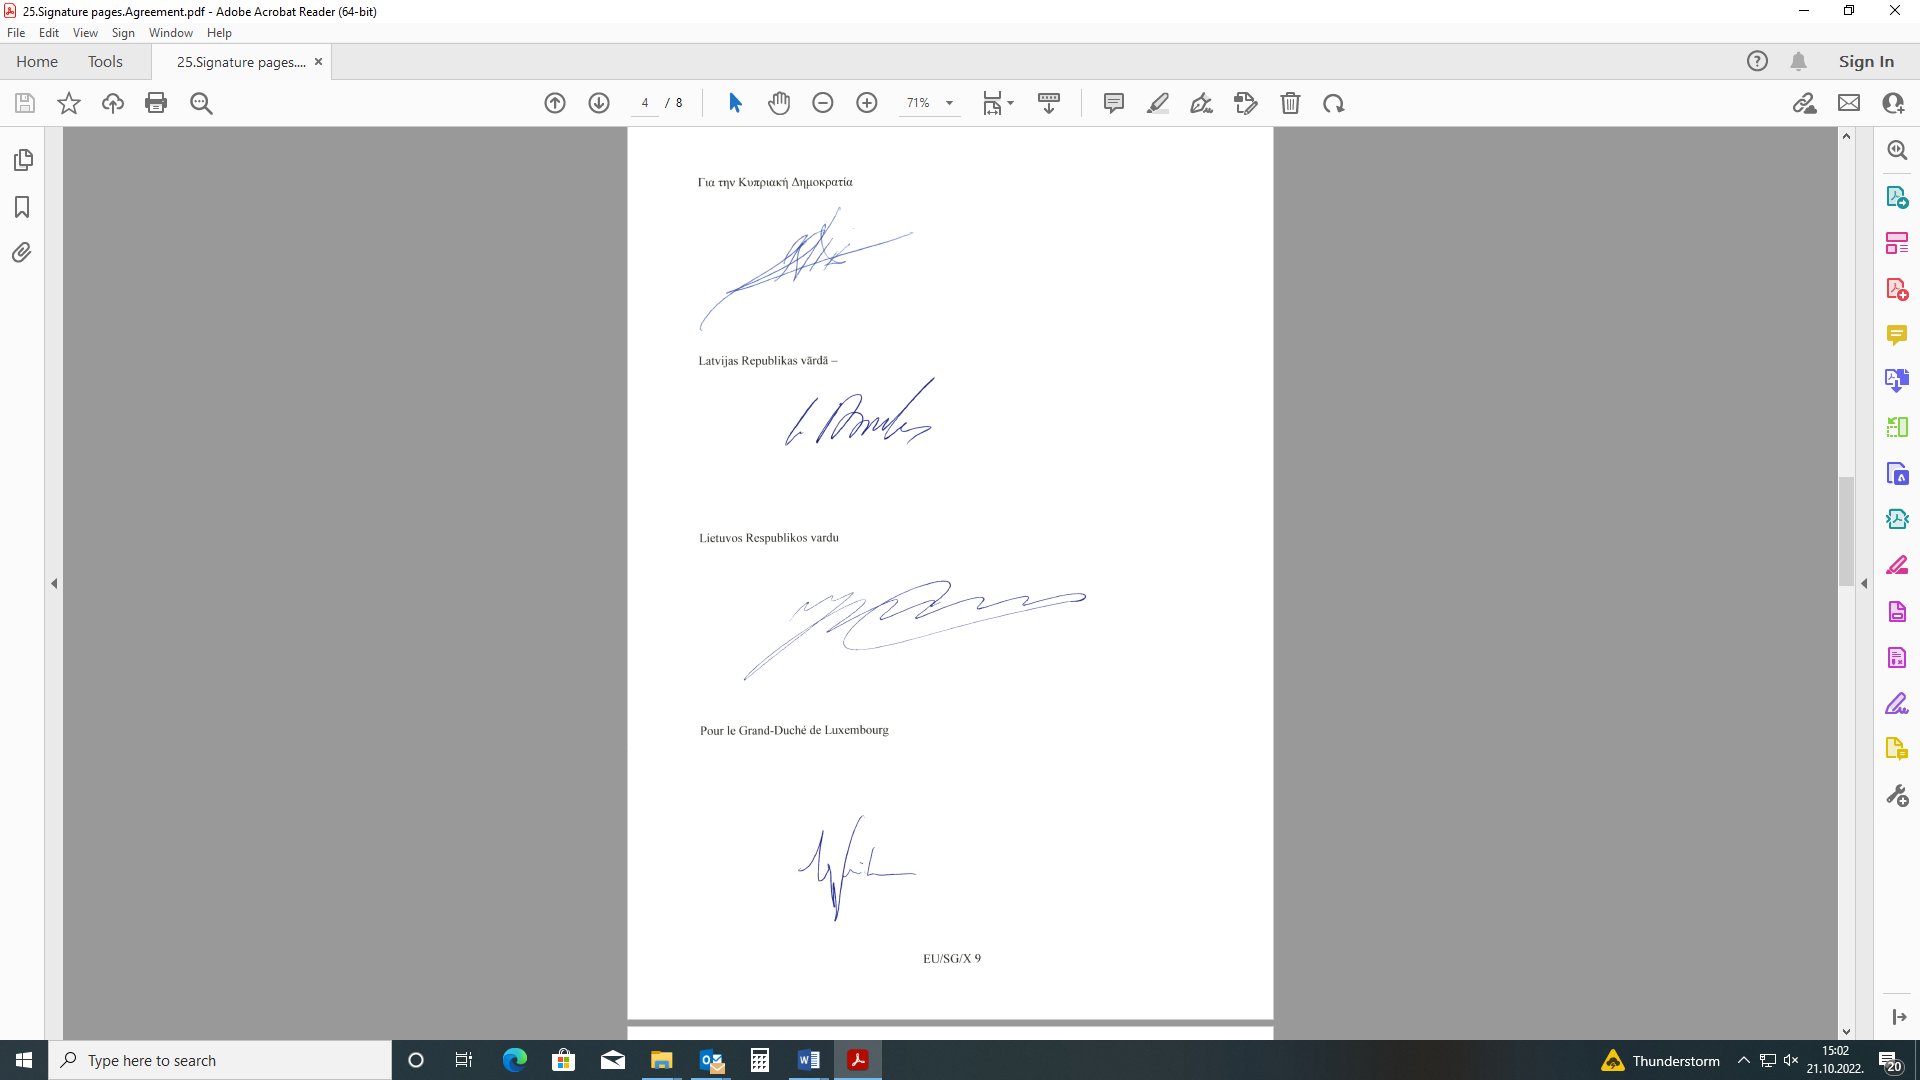 25.Signature pages.Agreement.pdf - Adobe Acrobat Reader (64-bit)
File Edit View Sign Window Help
Home Tools 25.Signature pages.... Sign In
4 / 8 71%
Για την Κυπριακή Δημοκρατία
Latvijas Republikas vārdā –
Lietuvos Respublikos vardu
Pour le Grand-Duché de Luxembourg
EU/SG/X 9
Type here to search
Thunderstorm
15:02
21.10.2022.
20